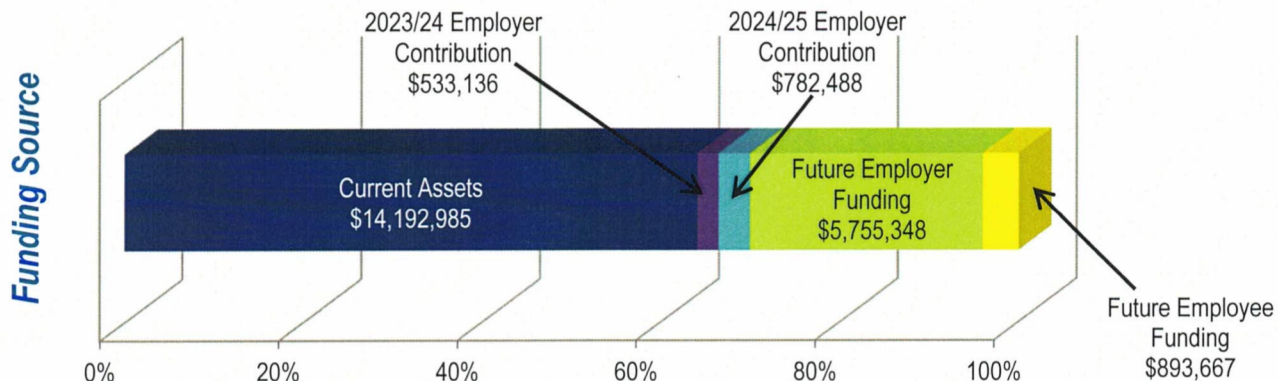 2023/24 Employer
Contribution
$533,136
2024/25 Employer
Contribution
$782,488
Funding Source
Current Assets
$14,192,985
Future Employer
Funding
$5,755,348
Future Employee
Funding
$893,667
0%
20%
40%
60%
80%
100%